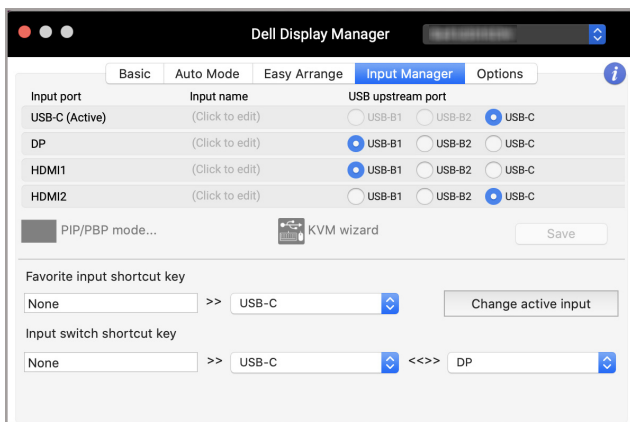 Dell Display Manager
Basic Auto Mode Easy Arrange Input Manager Options i
Input port Input name USB upstream port
USB-C (Active) (Click to edit) USB-B1 USB-B2 USB-C
DP (Click to edit) USB-B1 USB-B2 USB-C
HDMI1 (Click to edit) USB-B1 USB-B2 USB-C
HDMI2 (Click to edit) USB-B1 USB-B2 USB-C
PIP/PBP mode... KVM wizard Save
Favorite input shortcut key
None >> USB-C Change active input
Input switch shortcut key
None >> USB-C <<>> DP